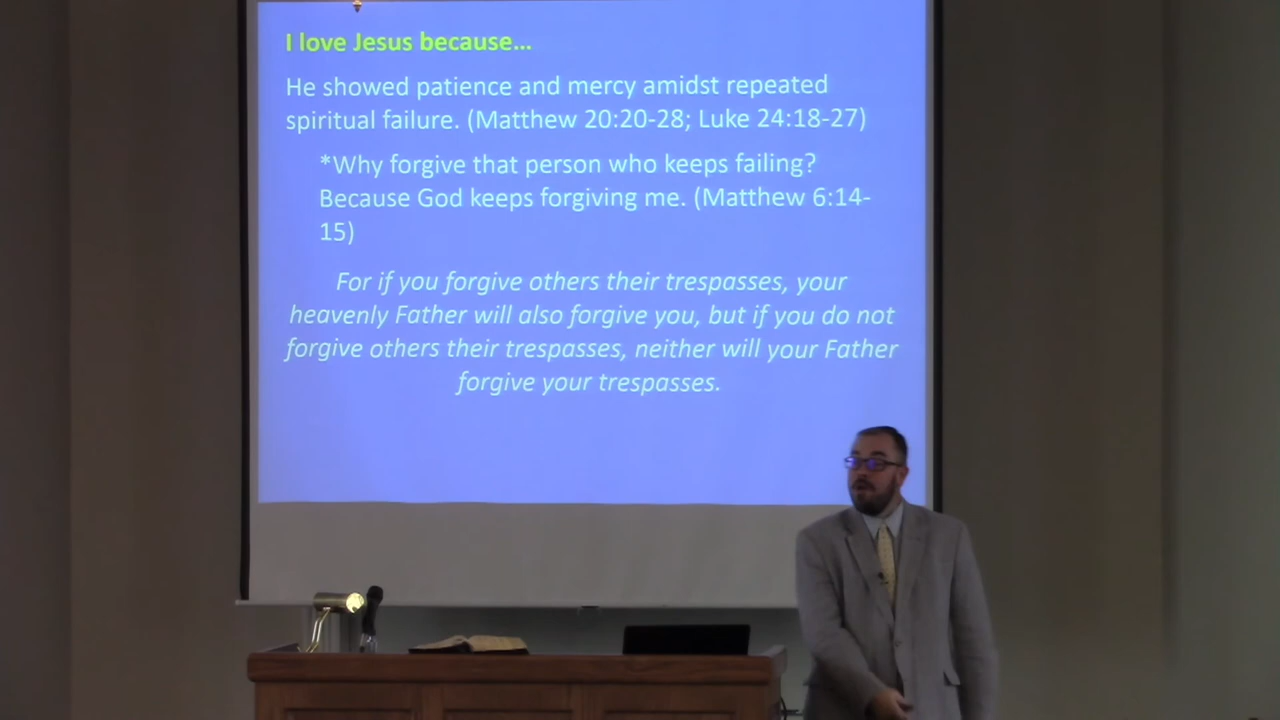 I love Jesus because…
He showed patience and mercy amidst repeated
spiritual failure. (Matthew 20:20-28; Luke 24:18-27)
*Why forgive that person who keeps failing?
Because God keeps forgiving me. (Matthew 6:14-
15)
For if you forgive others their trespasses, your
heavenly Father will also forgive you, but if you do not
forgive others their trespasses, neither will your Father
forgive your trespasses.